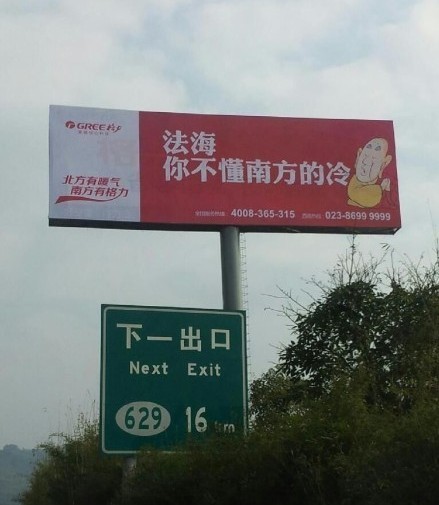 GREE格力
法海
你不懂南方的冷
北方有暖气
南方有格力
4008-365-315
023-8699 9999
下一出口
Next Exit
629 16 km